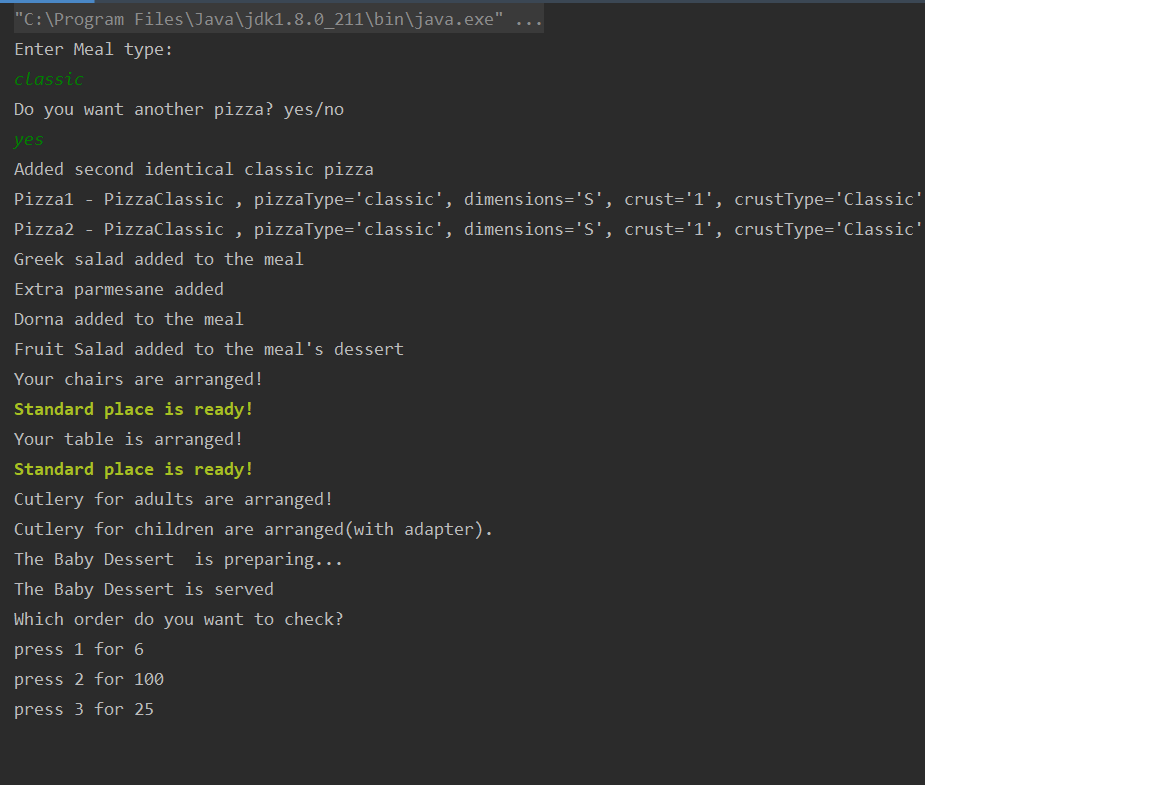 "C:\Program Files\Java\jdk1.8.0_211\bin\java.exe" ...
Enter Meal type:
classic
Do you want another pizza? yes/no
yes
Added second identical classic pizza
Pizza1 - PizzaClassic , pizzaType='classic', dimensions='S', crust='1', crustType='Classic'
Pizza2 - PizzaClassic , pizzaType='classic', dimensions='S', crust='1', crustType='Classic'
Greek salad added to the meal
Extra parmesane added
Dorna added to the meal
Fruit Salad added to the meal's dessert
Your chairs are arranged!
Standard place is ready!
Your table is arranged!
Standard place is ready!
Cutlery for adults are arranged!
Cutlery for children are arranged(with adapter).
The Baby Dessert  is preparing...
The Baby Dessert is served
Which order do you want to check?
press 1 for 6
press 2 for 100
press 3 for 25